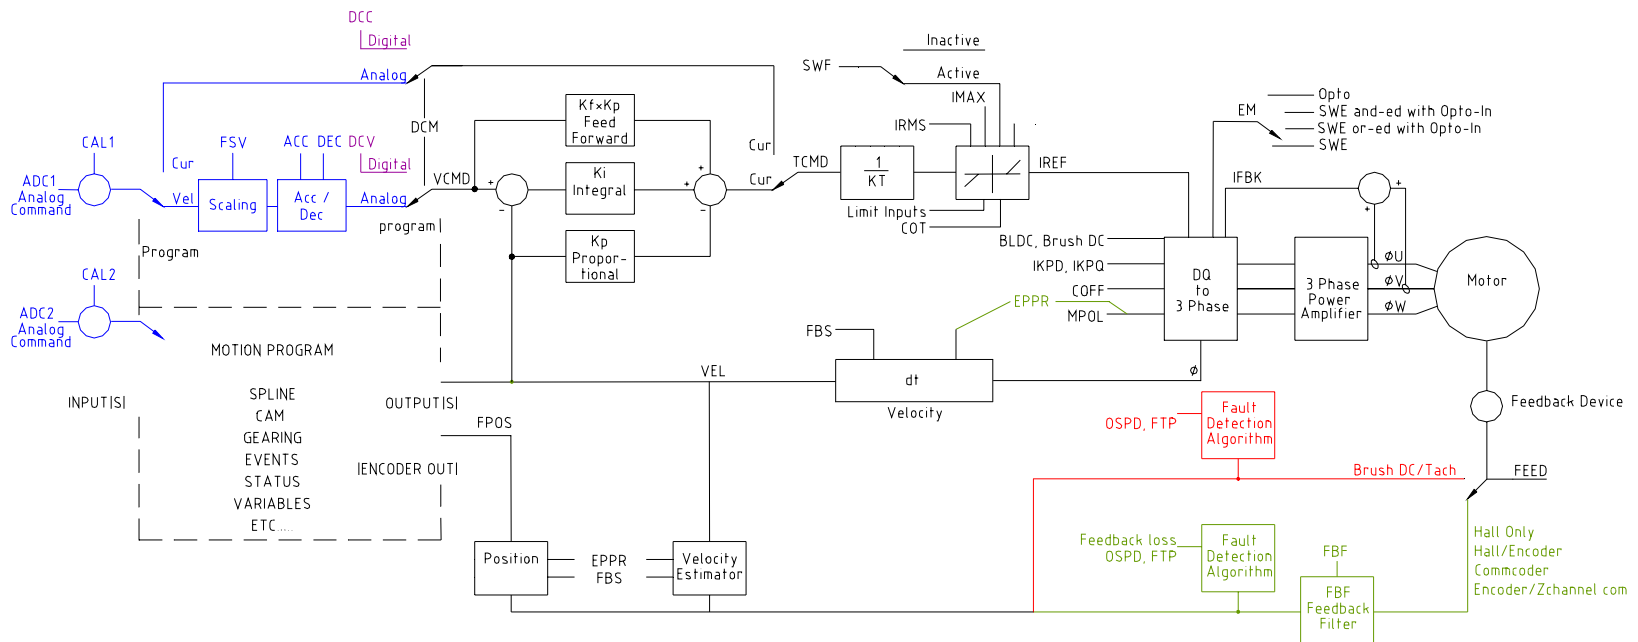 DCC
Digital
Inactive
SWF
Analog
Active
IMAX
Opto
EM
SWE and-ed with Opto-In
SWE or-ed with Opto-In
SWE
Kf×Kp
Feed
Forward
DCM
IRMS
CAL1
FSV
ACC DEC
DCV
Digital
Cur
Cur
Cur
TCMD
1
KT
IREF
IFBK
+
+
ADC1
Analog
Command
Vel
Scaling
Acc /
Dec
Analog
VCMD
+
-
Ki
Integral
+
+
-
Limit Inputs
COT
Program
program
Kp
Propor-
tional
BLDC, Brush DC
IKPD, IKPQ
COFF
MPOL
DQ
to
3 Phase
3 Phase
Power
Amplifier
ØU
ØV
ØW
Motor
CAL2
ADC2
Analog
Command
EPPR
FBS
MOTION PROGRAM
VEL
dt
Velocity
Ø
INPUT|S|
SPLINE
CAM
GEARING
EVENTS
STATUS
VARIABLES
ETC.....
OUTPUT|S|
|ENCODER OUT|
FPOS
OSPD, FTP
Fault
Detection
Algorithm
Feedback Device
Brush DC/Tach
FEED
Position
EPPR
FBS
Velocity
Estimator
Feedback loss
OSPD, FTP
Fault
Detection
Algorithm
FBF
FBF
Feedback
Filter
Hall Only
Hall/Encoder
Commcoder
Encoder/Zchannel com